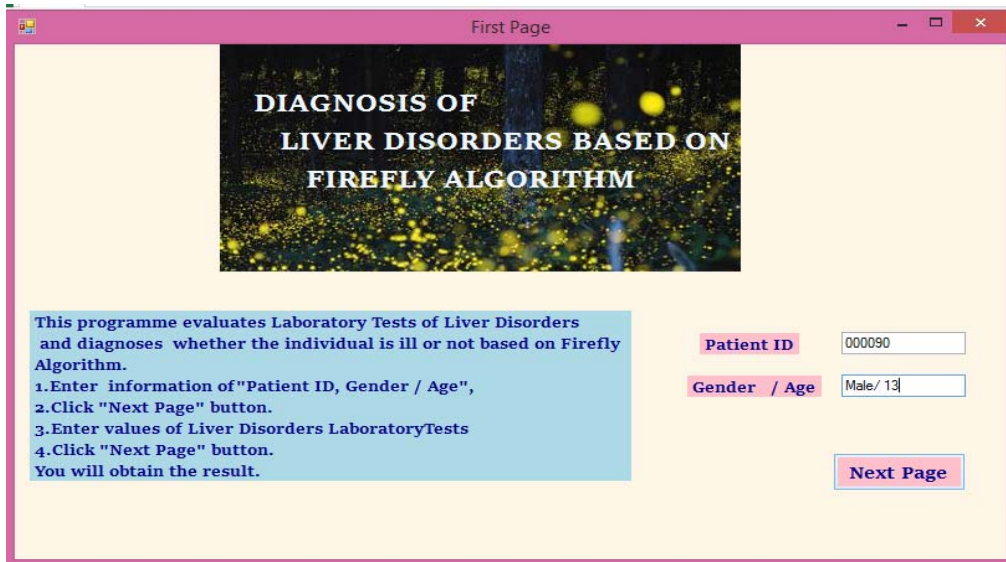 First Page
DIAGNOSIS OF
LIVER DISORDERS BASED ON
FIREFLY ALGORITHM
This programme evaluates Laboratory Tests of Liver Disorders
and diagnoses whether the individual is ill or not based on Firefly
Algorithm.
1.Enter information of"Patient ID, Gender / Age",
2.Click "Next Page" button.
3.Enter values of Liver Disorders LaboratoryTests
4.Click "Next Page" button.
You will obtain the result.
Patient ID 000090
Gender / Age Male/ 13
Next Page